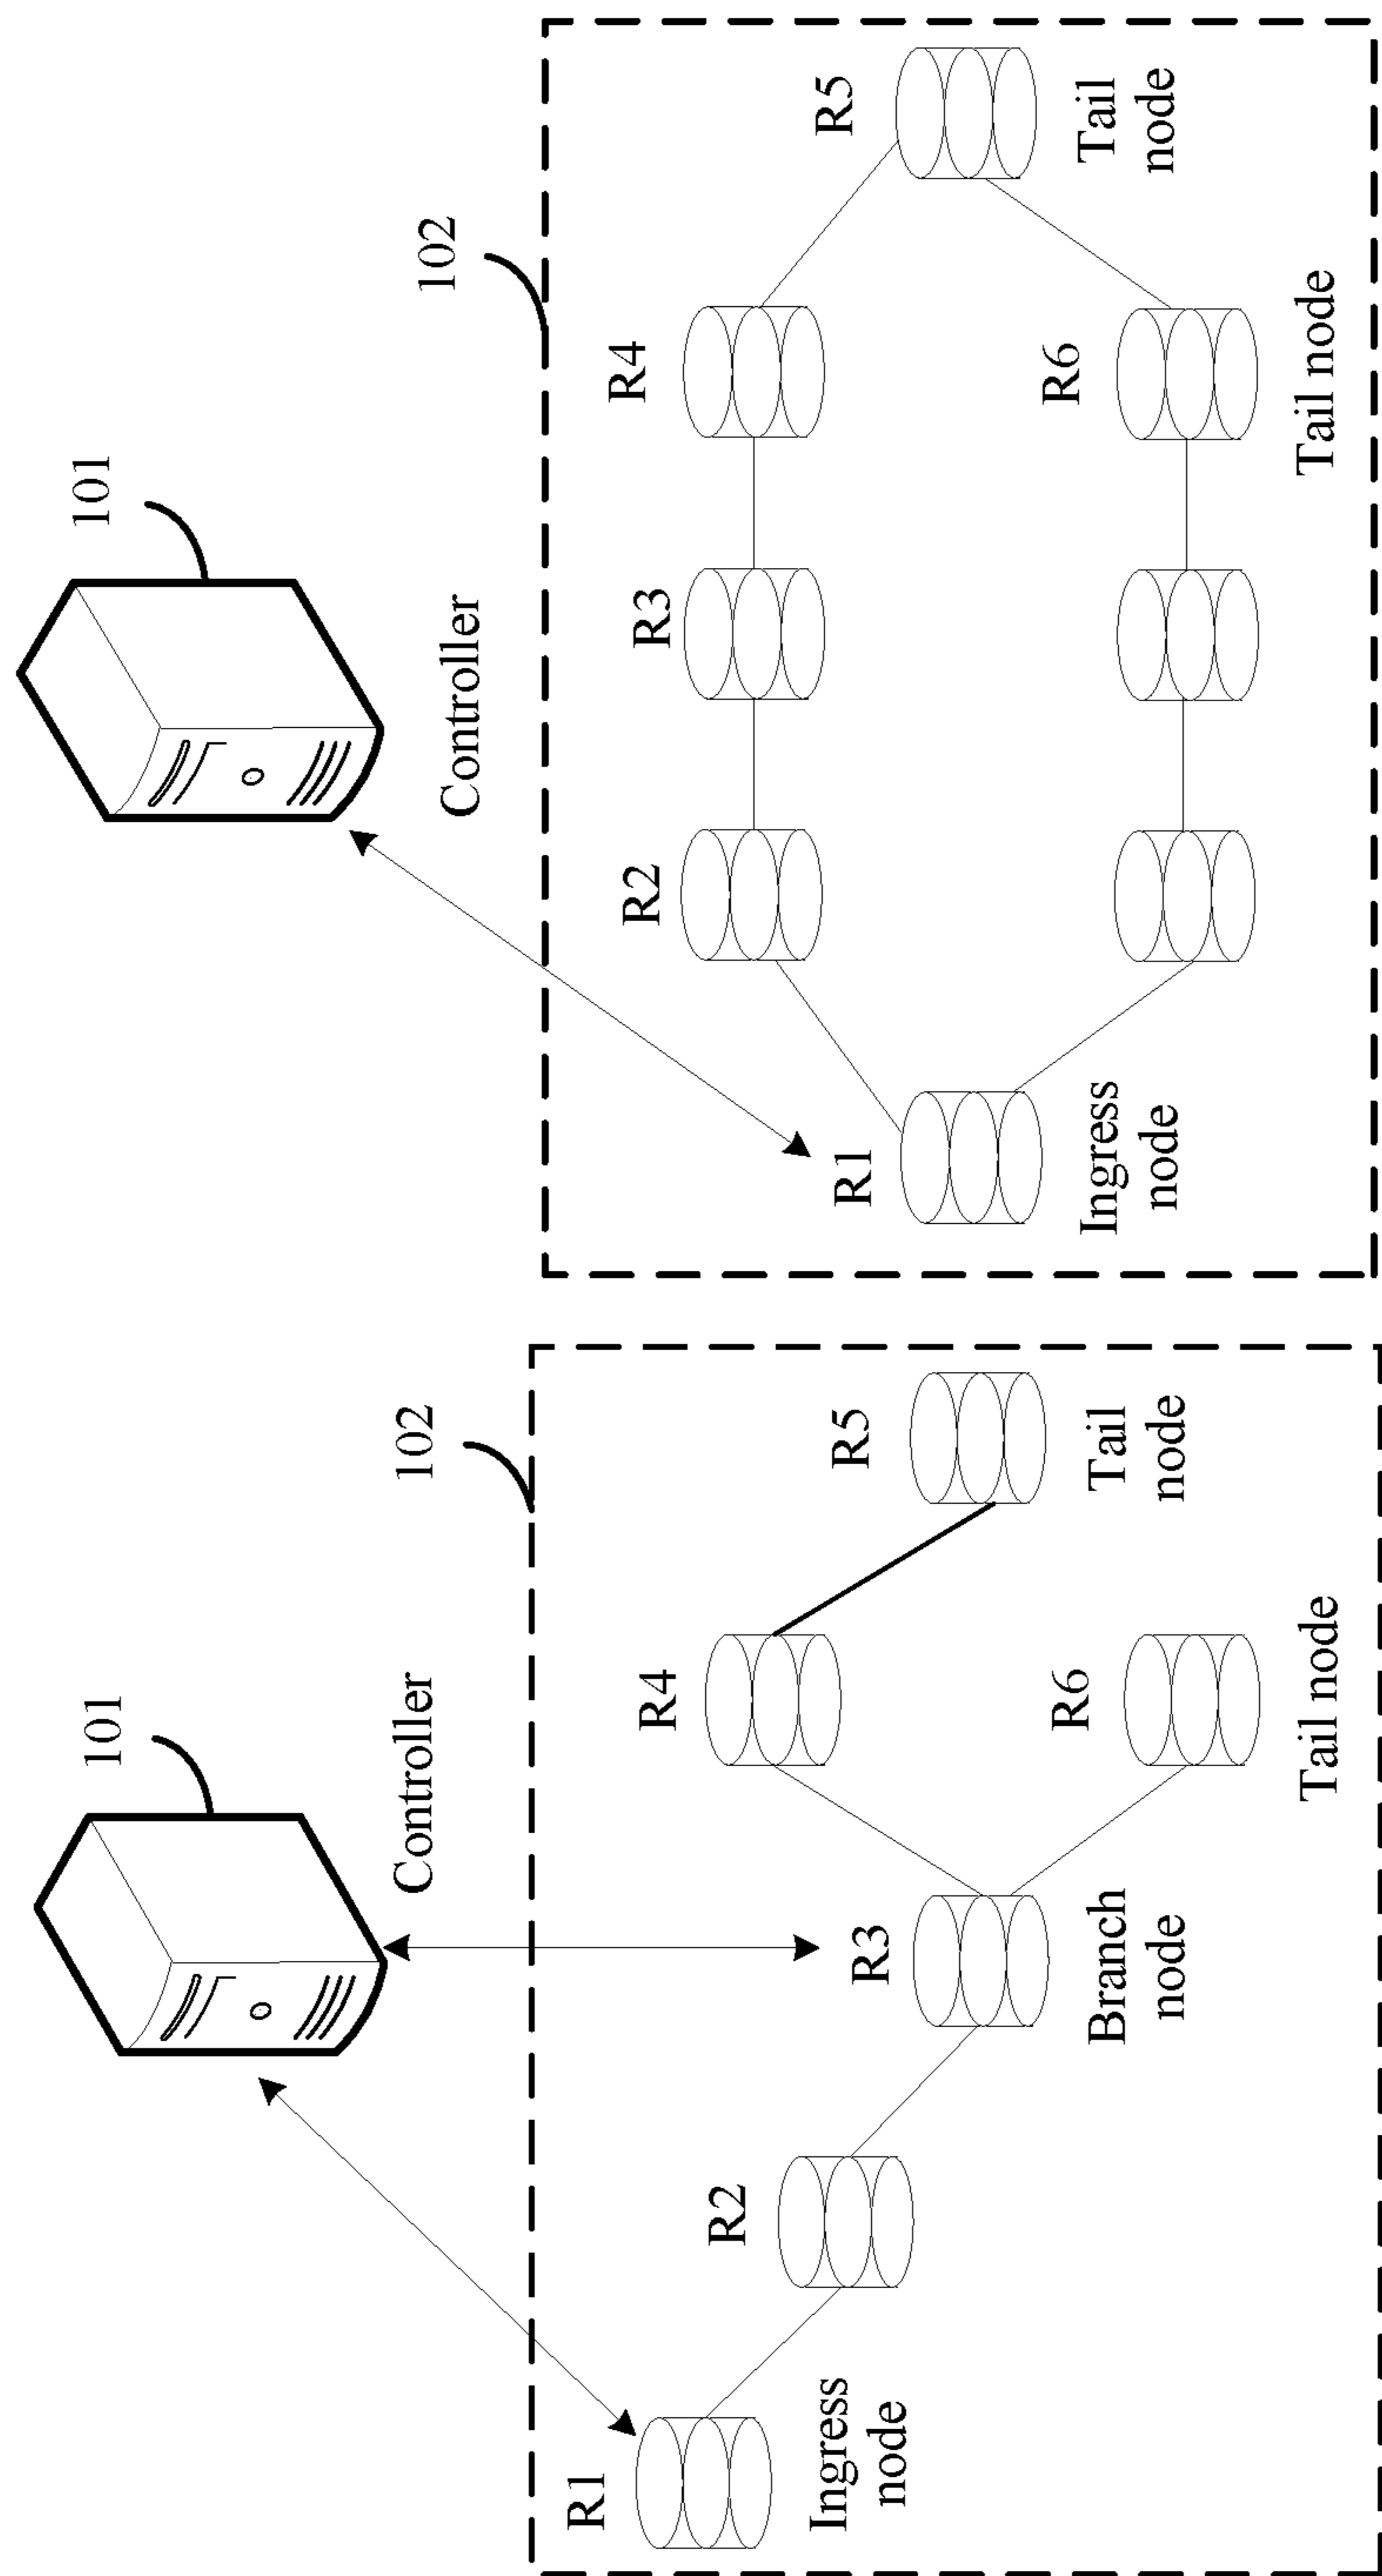 101
Controller
102
R1
Ingress
node
R2
R3
Branch
node
R4
R5
Tail
node
R6
Tail node
101
Controller
102
R1
Ingress
node
R2
R3
R4
R5
Tail
node
R6
Tail node